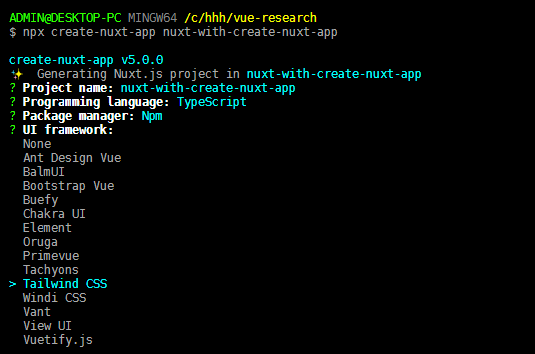 ADMIN@DESKTOP-PC MINGW64 /c/hhh/vue-research
$ npx create-nuxt-app nuxt-with-create-nuxt-app

create-nuxt-app v5.0.0
✨  Generating Nuxt.js project in nuxt-with-create-nuxt-app
? Project name: nuxt-with-create-nuxt-app
? Programming language: TypeScript
? Package manager: Npm
? UI framework:
  None
  Ant Design Vue
  BalmUI
  Bootstrap Vue
  Buefy
  Chakra UI
  Element
  Oruga
  Primevue
  Tachyons
> Tailwind CSS
  Windi CSS
  Vant
  View UI
  Vuetify.js